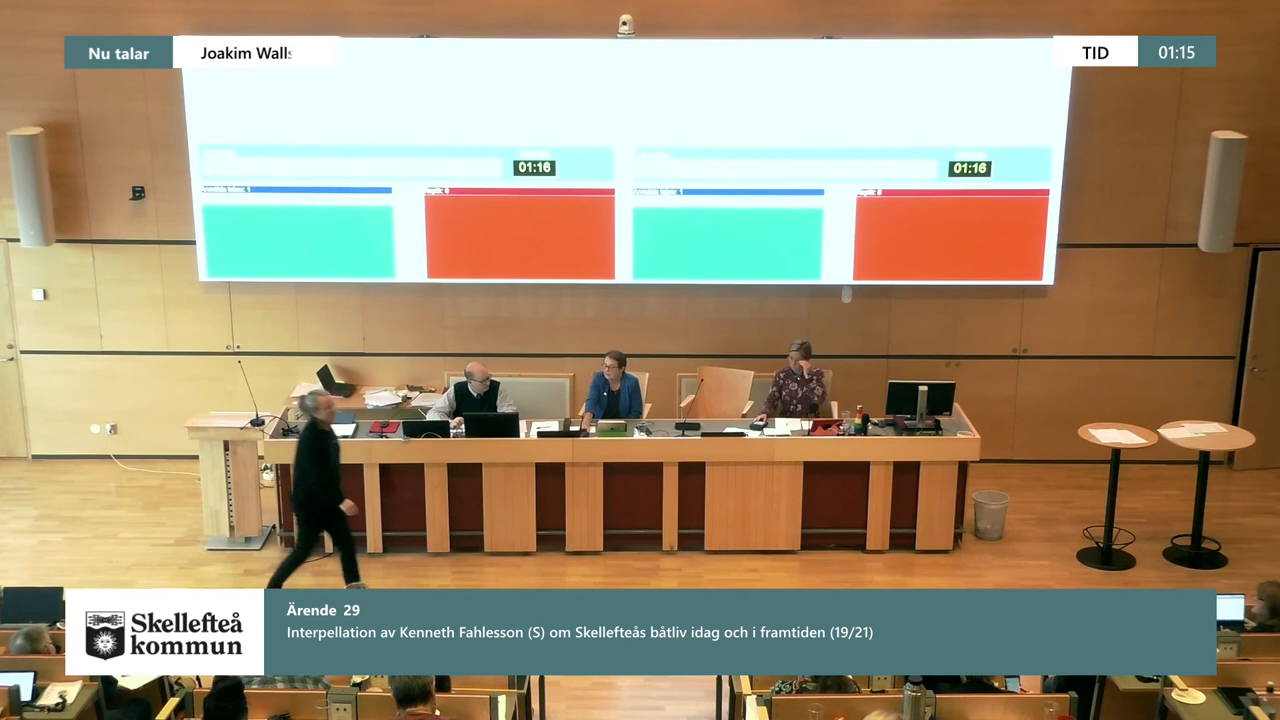 Nu talar
Joakim Walls
TID
01:15
01:16
01:16
Skellefteå
kommun
Ärende 29
Interpellation av Kenneth Fahlesson (S) om Skellefteås båtliv idag och i framtiden (19/21)